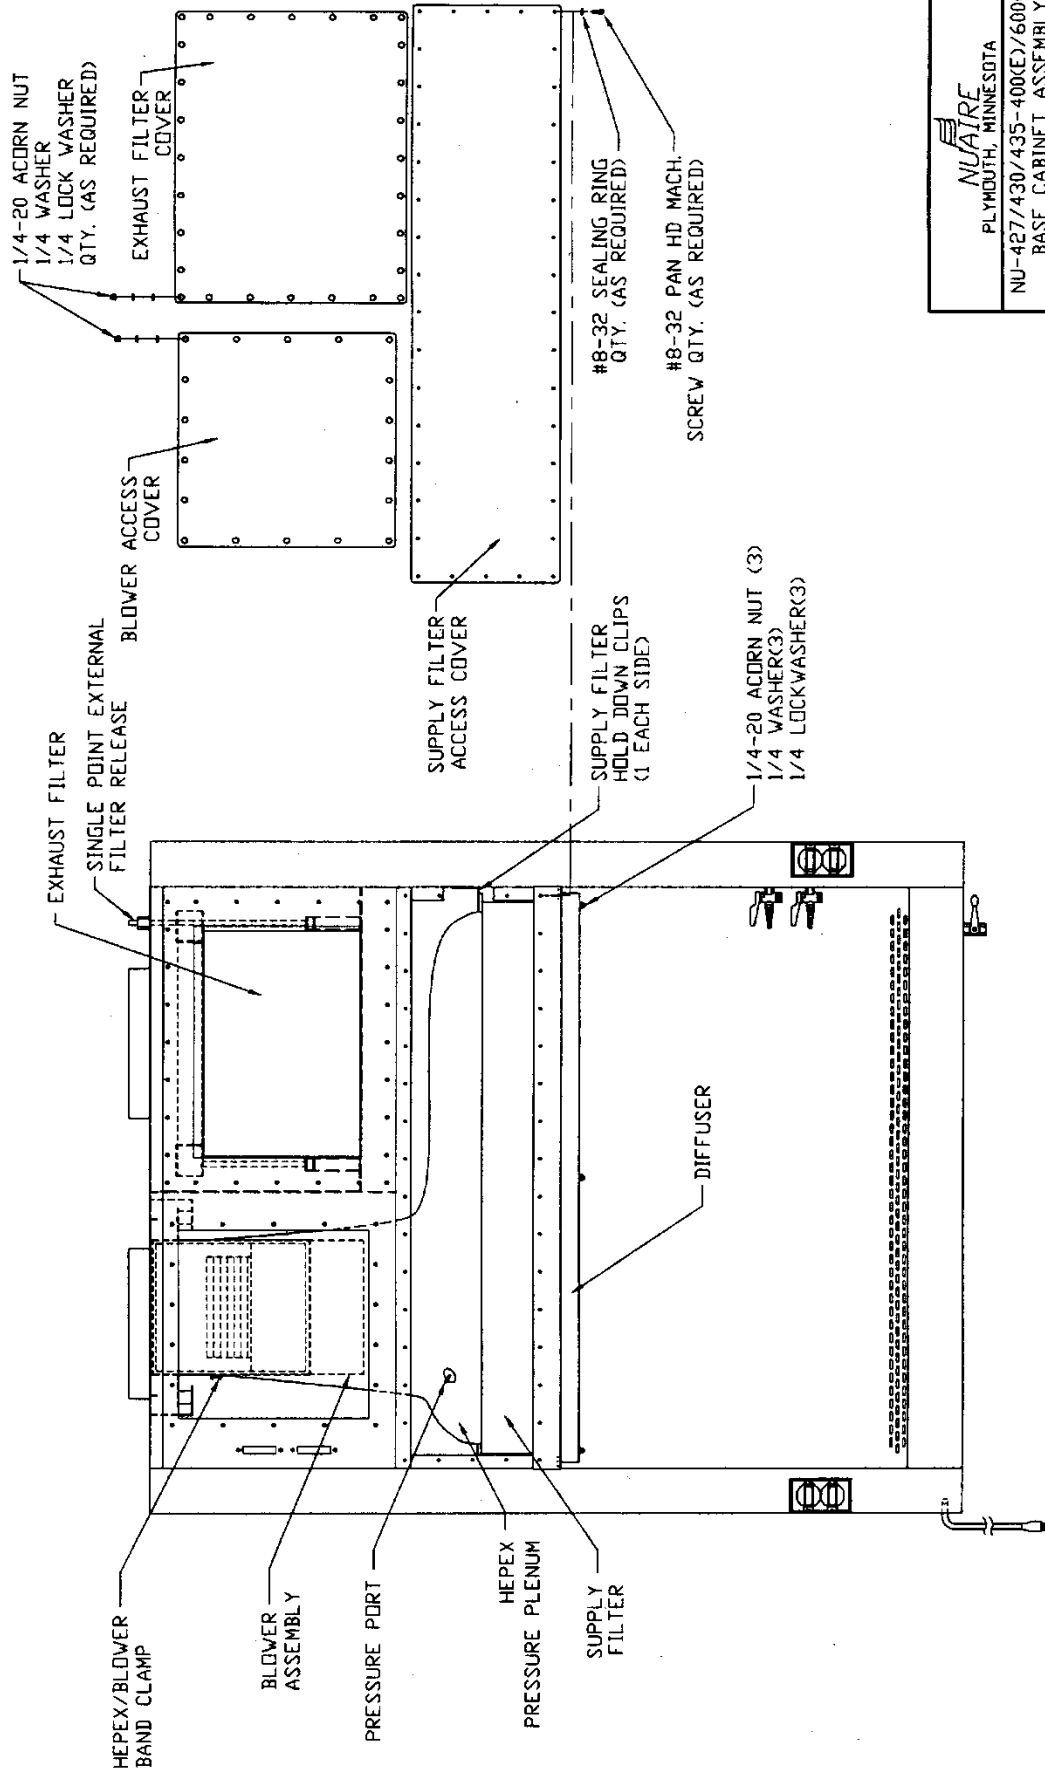 1/4-20 ACORN NUT
1/4 WASHER
1/4 LOCK WASHER
QTY. (AS REQUIRED)
EXHAUST FILTER
COVER
BLOWER ACCESS
COVER
SUPPLY FILTER
ACCESS COVER
#8-32 SEALING RING
QTY. (AS REQUIRED)
#8-32 PAN HD MACH.
SCREW QTY. (AS REQUIRED)
EXHAUST FILTER
SINGLE POINT EXTERNAL
FILTER RELEASE
SUPPLY FILTER
HOLD DOWN CLIPS
(1 EACH SIDE)
1/4-20 ACORN NUT (3)
1/4 WASHER(3)
1/4 LOCKWASHER(3)
DIFFUSER
HEPEX/BLOWER
BAND CLAMP
BLOWER
ASSEMBLY
PRESSURE PORT
HEPEX
PRESSURE PLENUM
SUPPLY
FILTER
NUAIRE
PLYMOUTH, MINNESOTA
NU-427/430/435-400(E)/600
BASE CABINET ASSEMBLY